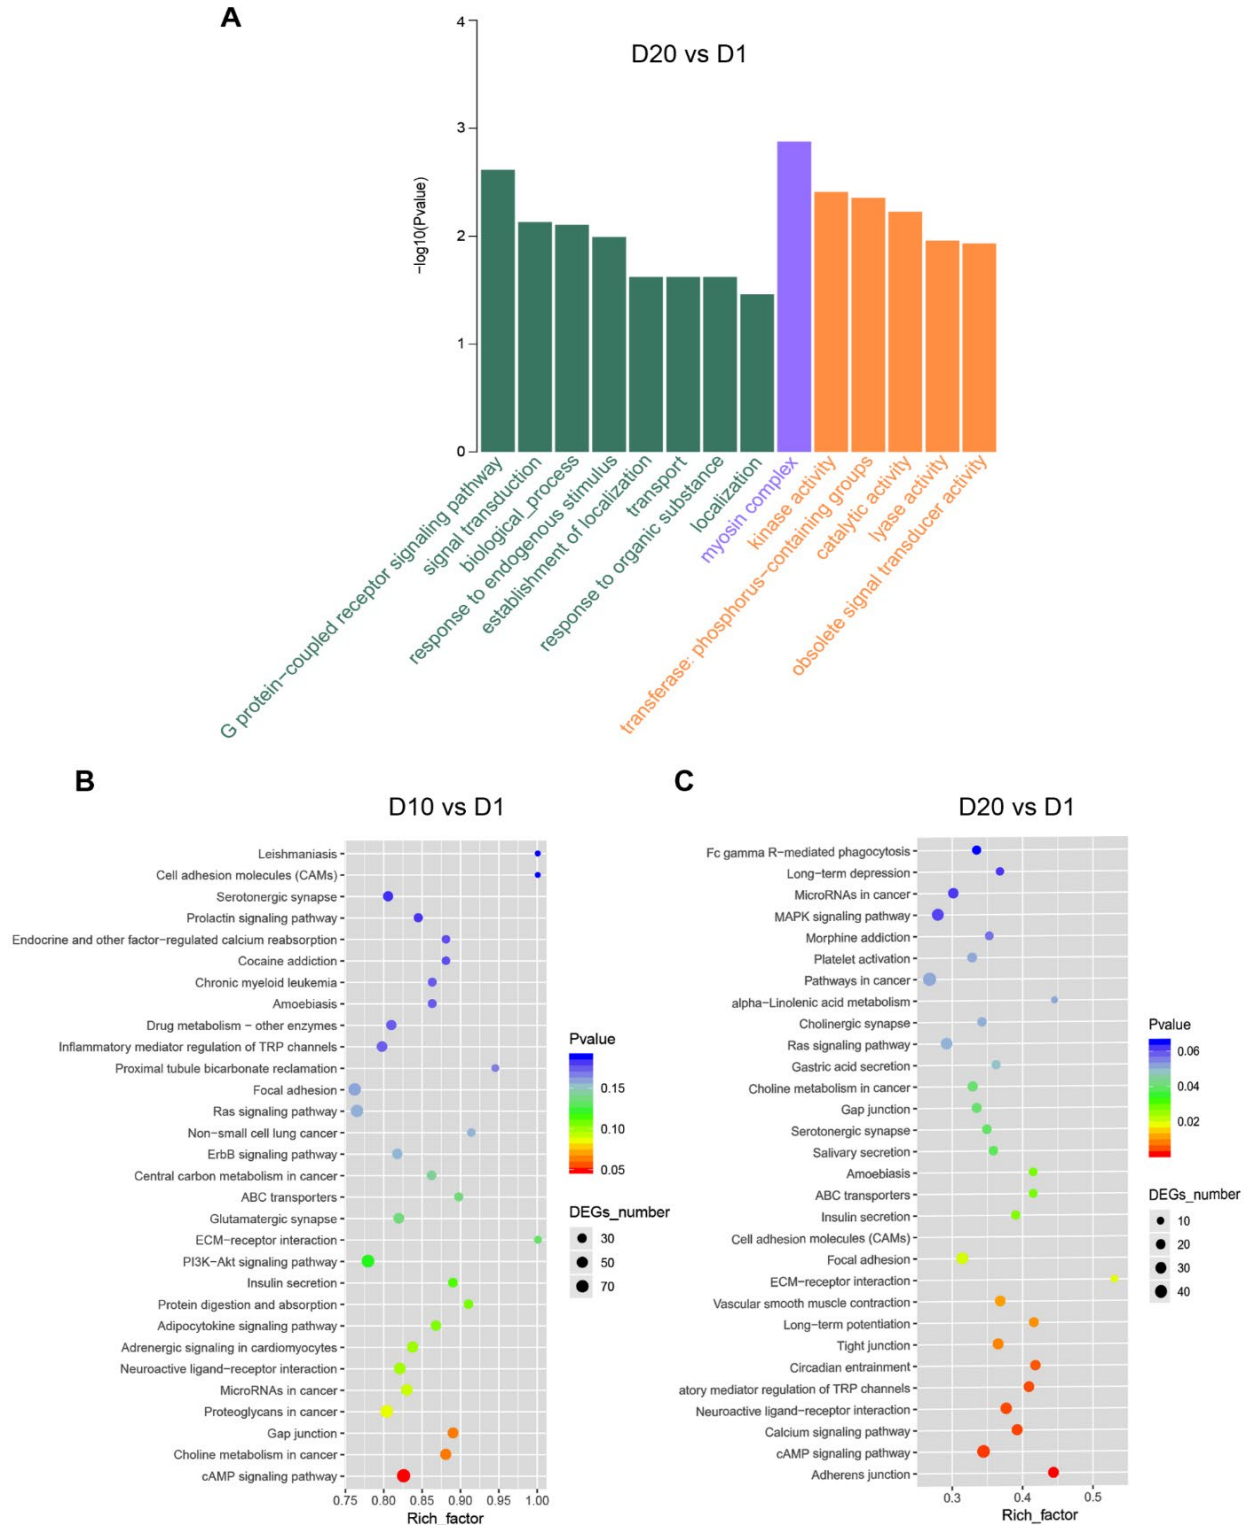 A
D20 vs D1
−log10(Pvalue)
4
3
2
1
0
G protein−coupled receptor signaling pathway
signal transduction
biological_process
response to endogenous stimulus
establishment of localization
transport
response to organic substance
localization
myosin complex
kinase activity
transferase: phosphorus−containing groups
catalytic activity
lyase activity
obsolete signal transducer activity
B
D10 vs D1
Leishmaniasis
Cell adhesion molecules (CAMs)
Serotonergic synapse
Prolactin signaling pathway
Endocrine and other factor−regulated calcium reabsorption
Cocaine addiction
Chronic myeloid leukemia
Amoebiasis
Drug metabolism − other enzymes
Inflammatory mediator regulation of TRP channels
Proximal tubule bicarbonate reclamation
Focal adhesion
Ras signaling pathway
Non−small cell lung cancer
ErbB signaling pathway
Central carbon metabolism in cancer
ABC transporters
Glutamatergic synapse
ECM−receptor interaction
PI3K−Akt signaling pathway
Insulin secretion
Protein digestion and absorption
Adipocytokine signaling pathway
Adrenergic signaling in cardiomyocytes
Neuroactive ligand−receptor interaction
MicroRNAs in cancer
Proteoglycans in cancer
Gap junction
Choline metabolism in cancer
cAMP signaling pathway
0.75 0.80 0.85 0.90 0.95 1.00
Rich_factor
Pvalue
0.15
0.10
0.05
DEGs_number
30
50
70
C
D20 vs D1
Fc gamma R−mediated phagocytosis
Long−term depression
MicroRNAs in cancer
MAPK signaling pathway
Morphine addiction
Platelet activation
Pathways in cancer
alpha−Linolenic acid metabolism
Cholinergic synapse
Ras signaling pathway
Gastric acid secretion
Choline metabolism in cancer
Gap junction
Serotonergic synapse
Salivary secretion
Amoebiasis
ABC transporters
Insulin secretion
Cell adhesion molecules (CAMs)
Focal adhesion
ECM−receptor interaction
Vascular smooth muscle contraction
Long−term potentiation
Tight junction
Circadian entrainment
atory mediator regulation of TRP channels
Neuroactive ligand−receptor interaction
Calcium signaling pathway
cAMP signaling pathway
Adherens junction
0.3 0.4 0.5
Rich_factor
Pvalue
0.06
0.04
0.02
DEGs_number
10
20
30
40